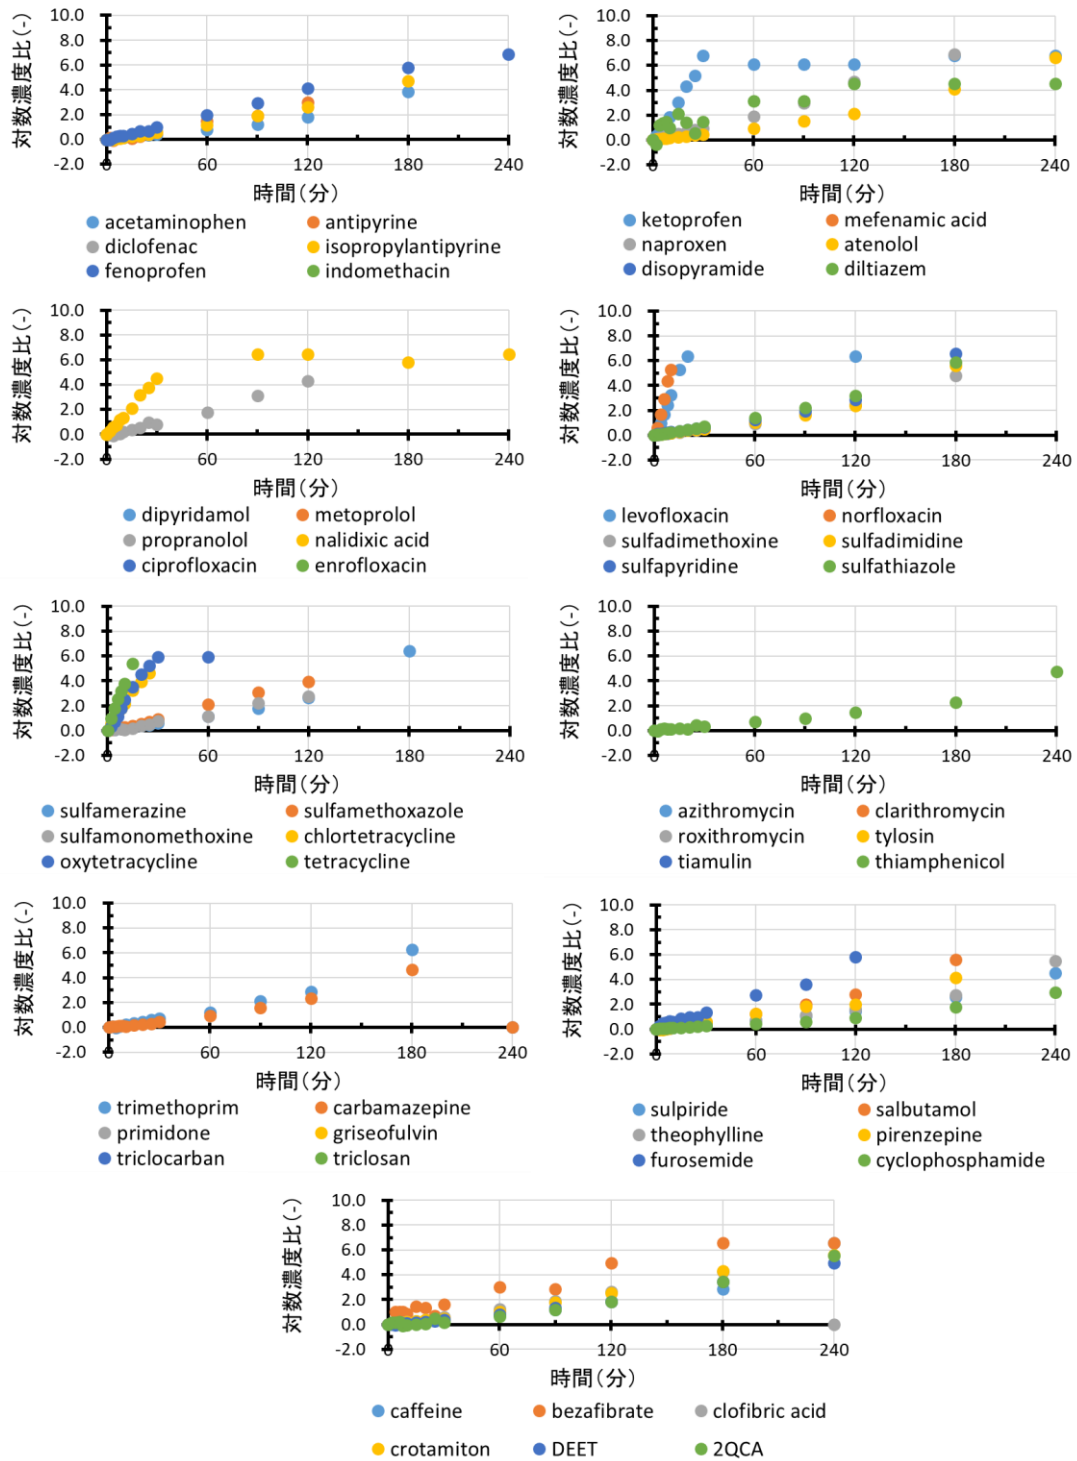 対数濃度比(-)
10.0
8.0
6.0
4.0
2.0
0.0
-2.0
0 60 120 180 240
時間(分)
acetaminophen antipyrine
diclofenac isopropylantipyrine
fenoprofen indomethacin
対数濃度比(-)
10.0
8.0
6.0
4.0
2.0
0.0
-2.0
0 60 120 180 240
時間(分)
ketoprofen mefenamic acid
naproxen atenolol
disopyramide diltiazem
対数濃度比(-)
10.0
8.0
6.0
4.0
2.0
0.0
-2.0
0 60 120 180 240
時間(分)
dipyridamol metoprolol
propranolol nalidixic acid
ciprofloxacin enrofloxacin
対数濃度比(-)
10.0
8.0
6.0
4.0
2.0
0.0
-2.0
0 60 120 180 240
時間(分)
levofloxacin norfloxacin
sulfadimethoxine sulfadimidine
sulfapyridine sulfathiazole
対数濃度比(-)
10.0
8.0
6.0
4.0
2.0
0.0
-2.0
0 60 120 180 240
時間(分)
sulfamerazine sulfamethoxazole
sulfamonomethoxine chlortetracycline
oxytetracycline tetracycline
対数濃度比(-)
10.0
8.0
6.0
4.0
2.0
0.0
-2.0
0 60 120 180 240
時間(分)
azithromycin clarithromycin
roxithromycin tylosin
tiamulin thiamphenicol
対数濃度比(-)
10.0
8.0
6.0
4.0
2.0
0.0
-2.0
0 60 120 180 240
時間(分)
trimethoprim carbamazepine
primidone griseofulvin
triclocarban triclosan
対数濃度比(-)
10.0
8.0
6.0
4.0
2.0
0.0
-2.0
0 60 120 180 240
時間(分)
sulpiride salbutamol
theophylline pirenzepine
furosemide cyclophosphamide
対数濃度比(-)
10.0
8.0
6.0
4.0
2.0
0.0
-2.0
0 60 120 180 240
時間(分)
caffeine bezafibrate clofibric acid
crotamiton DEET 2QCA